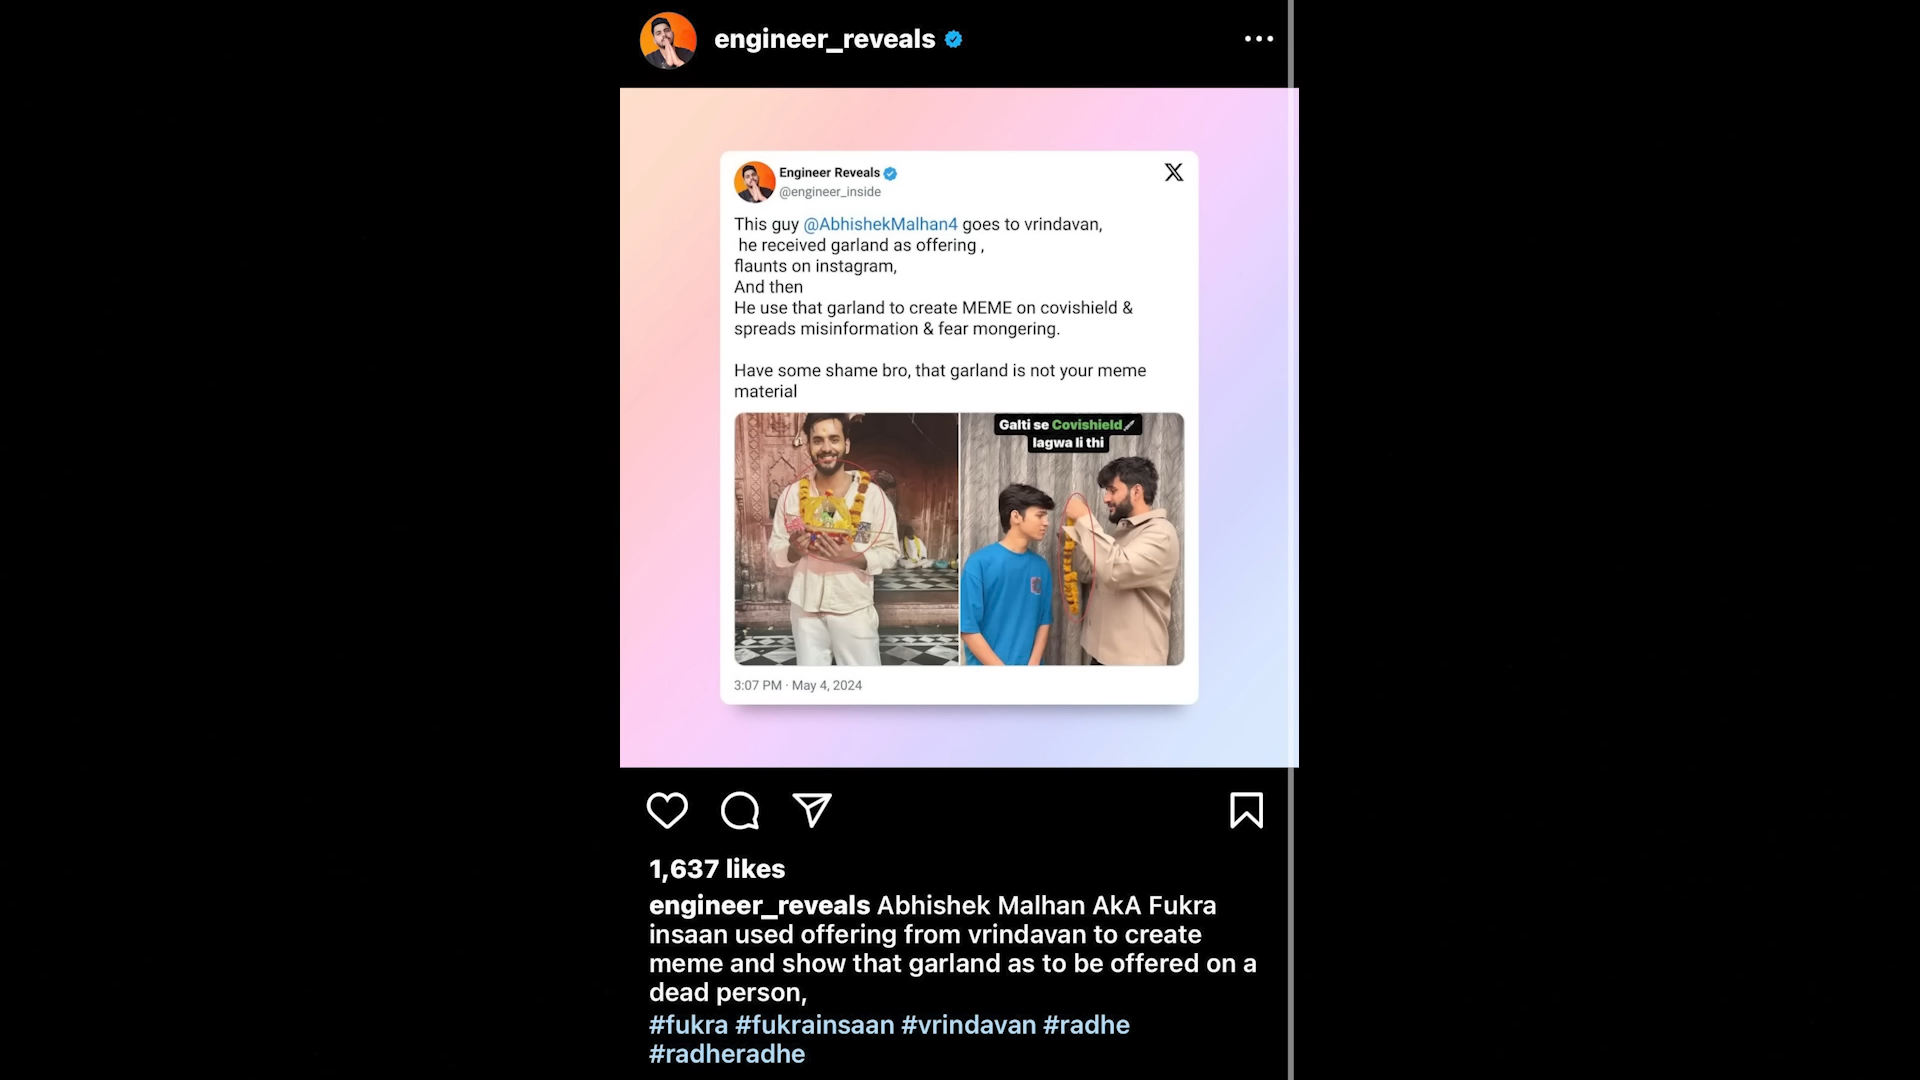 engineer_reveals
Engineer Reveals
@engineer_inside
This guy @AbhishekMalhan4 goes to vrindavan,
he received garland as offering ,
flaunts on instagram,
And then
He use that garland to create MEME on covishield &
spreads misinformation & fear mongering.
Have some shame bro, that garland is not your meme
material
Galti se Covishield
lagwa li thi
3:07 PM · May 4, 2024
1,637 likes
engineer_reveals Abhishek Malhan AkA Fukra
insaan used offering from vrindavan to create
meme and show that garland as to be offered on a
dead person,
#fukra #fukrainsaan #vrindavan #radhe
#radheradhe